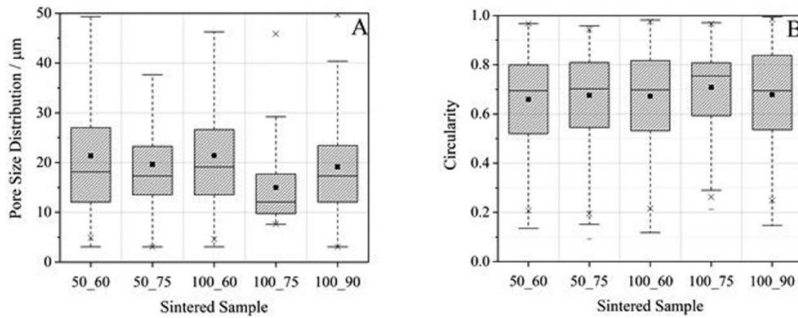 A
Pore Size Distribution / μm
50
40
30
20
10
0
50_60 50_75 100_60 100_75 100_90
Sintered Sample
B
Circularity
1.0
0.8
0.6
0.4
0.2
0.0
50_60 50_75 100_60 100_75 100_90
Sintered Sample